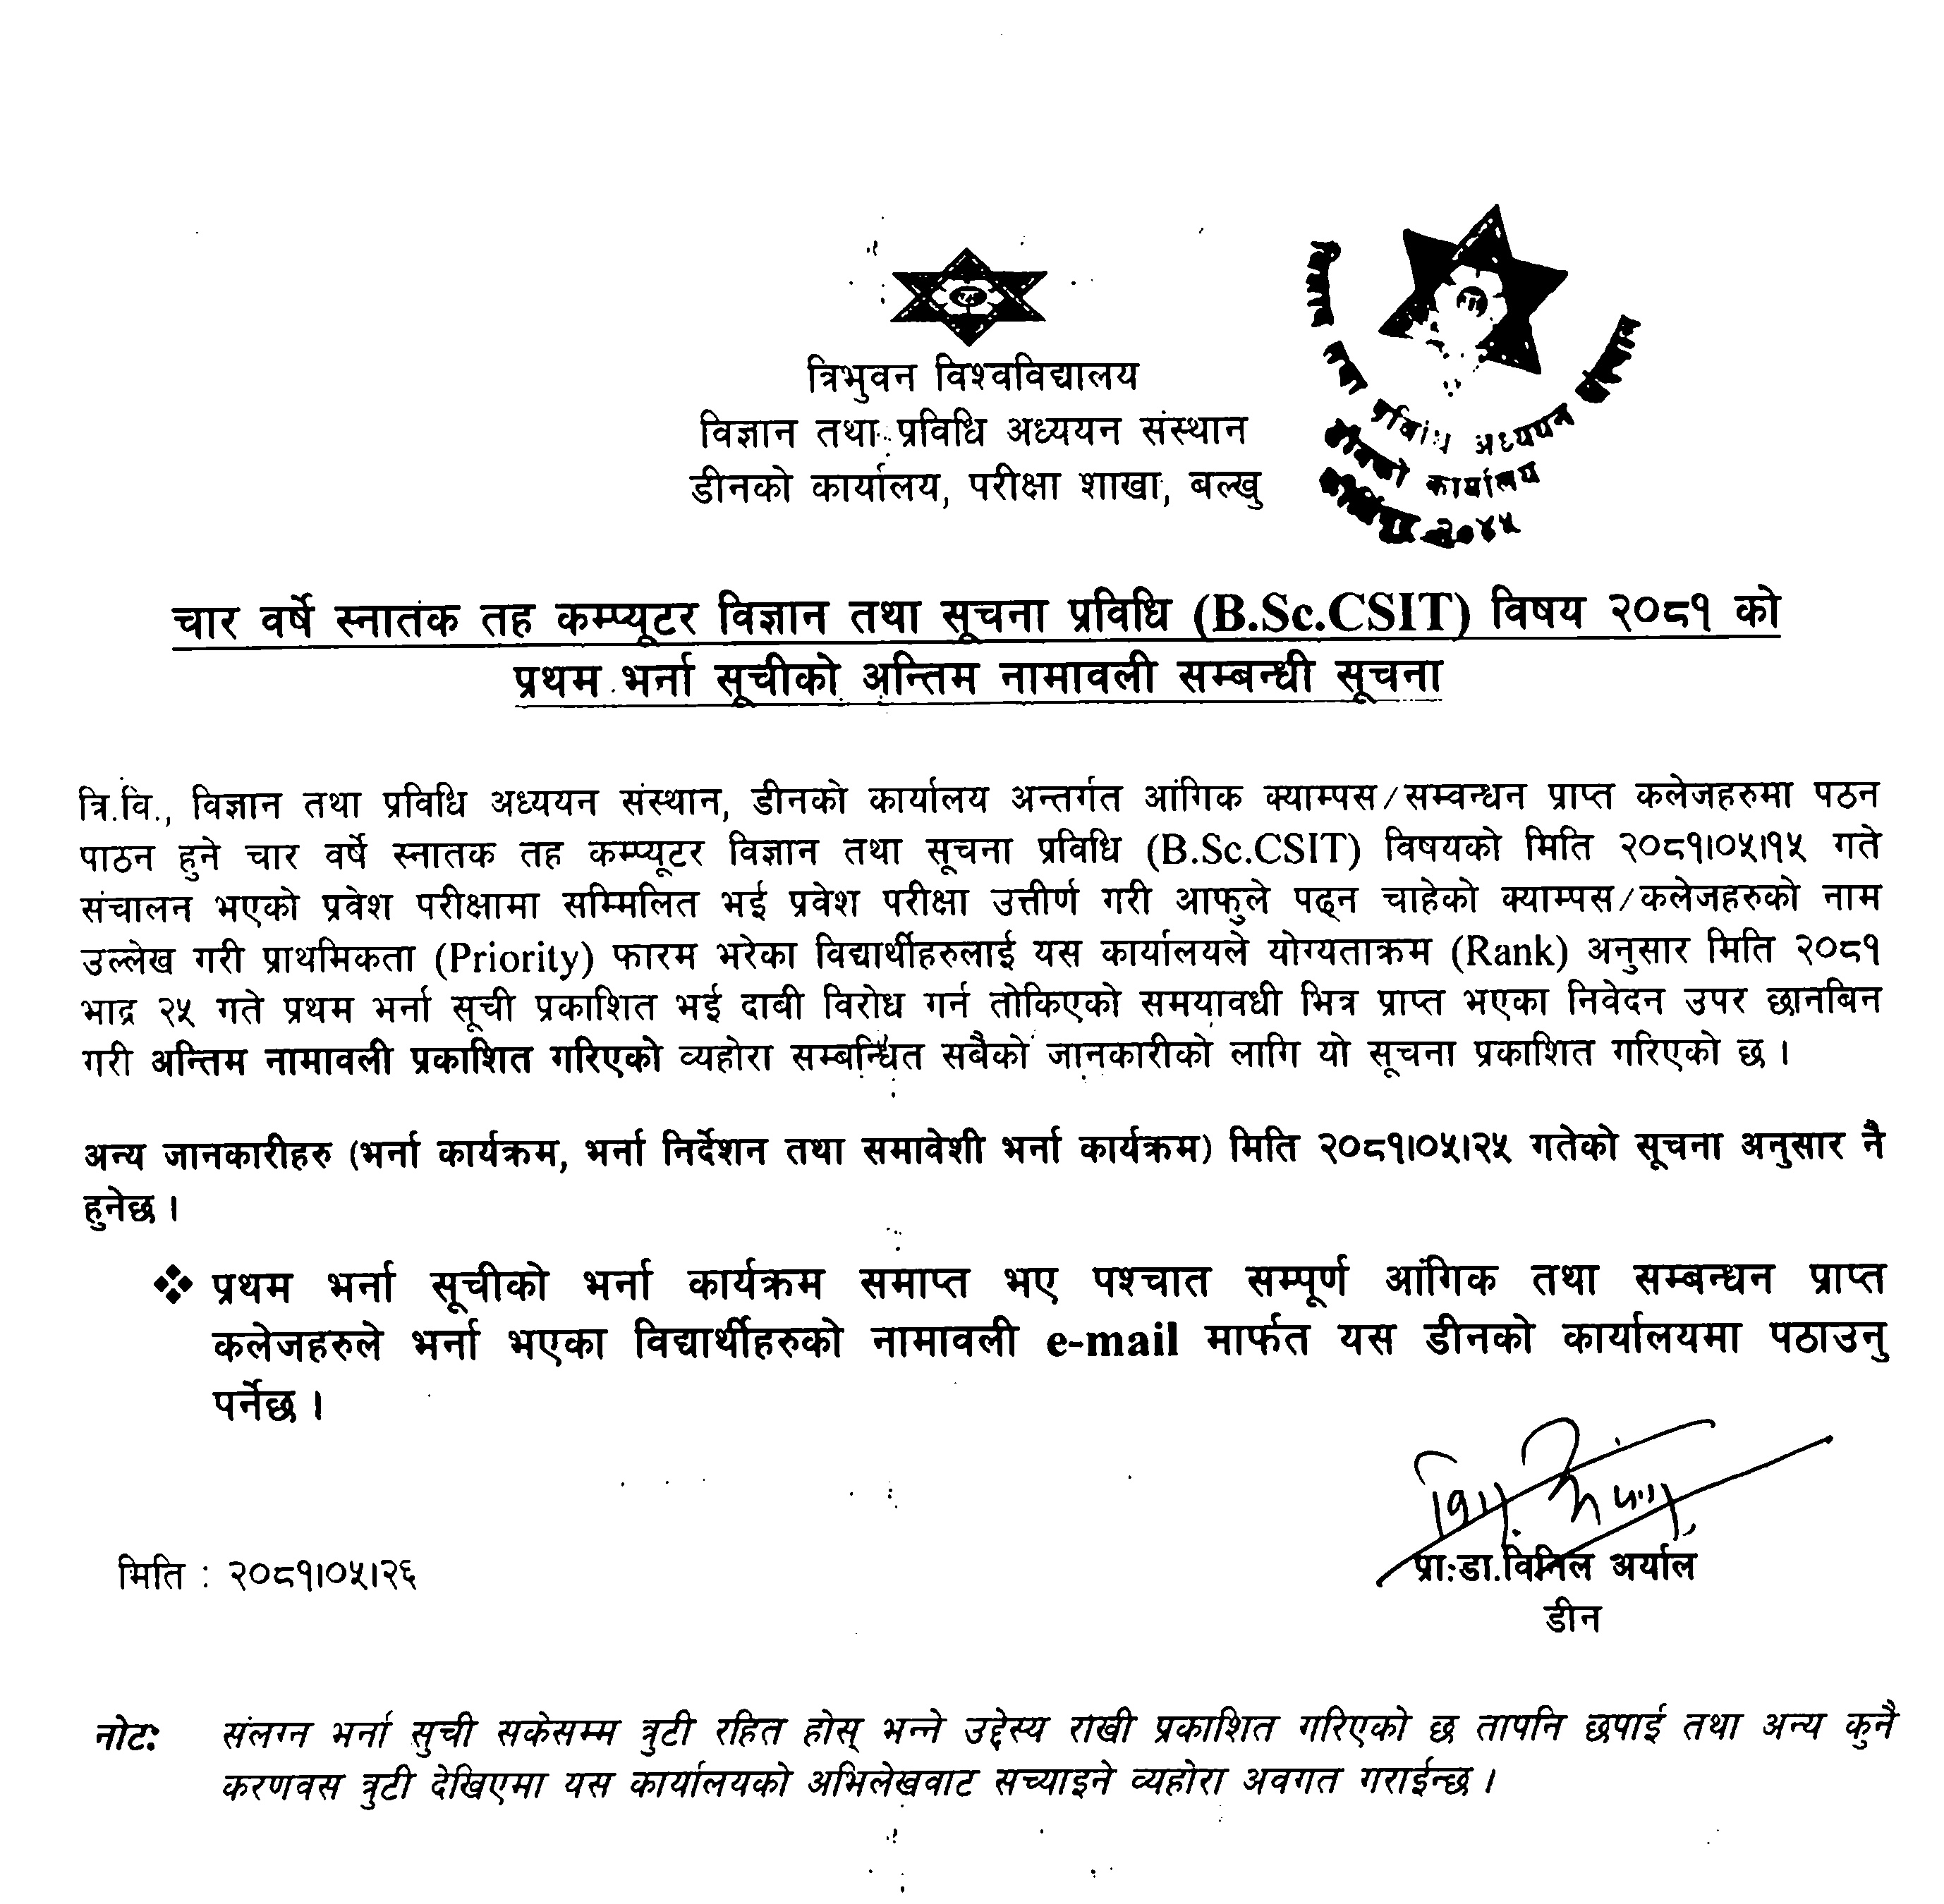 त्रिभुवन विश्वविद्यालय
विज्ञान तथा प्रविधि अध्ययन संस्थान
डीनको कार्यालय, परीक्षा शाखा, बल्खु
तथा प्रविधि अध्ययन
डीनको कार्यालय
२०४५
चार वर्षे स्नातक तह कम्प्यूटर विज्ञान तथा सूचना प्रविधि (B.Sc.CSIT) विषय २०८१ को
प्रथम भर्ना सूचीको अन्तिम नामावली सम्बन्धी सूचना
त्रि.वि., विज्ञान तथा प्रविधि अध्ययन संस्थान, डीनको कार्यालय अन्तर्गत आंगिक क्याम्पस/सम्वन्धन प्राप्त कलेजहरुमा पठन
पाठन हुने चार वर्षे स्नातक तह कम्प्यूटर विज्ञान तथा सूचना प्रविधि (B.Sc.CSIT) विषयको मिति २०८१।०५।१५ गते
संचालन भएको प्रवेश परीक्षामा सम्मिलित भई प्रवेश परीक्षा उत्तीर्ण गरी आफुले पढ्न चाहेको क्याम्पस/कलेजहरुको नाम
उल्लेख गरी प्राथमिकता (Priority) फारम भरेका विद्यार्थीहरुलाई यस कार्यालयले योग्यताक्रम (Rank) अनुसार मिति २०८१
भाद्र २५ गते प्रथम भर्ना सूची प्रकाशित भई दाबी विरोध गर्न तोकिएको समयावधी भित्र प्राप्त भएका निवेदन उपर छानबिन
गरी अन्तिम नामावली प्रकाशित गरिएको व्यहोरा सम्बन्धित सबैको जानकारीको लागि यो सूचना प्रकाशित गरिएको छ ।
अन्य जानकारीहरु (भर्ना कार्यक्रम, भर्ना निर्देशन तथा समावेशी भर्ना कार्यक्रम) मिति २०८१।०५।२५ गतेको सूचना अनुसार नै
हुनेछ ।
❖ प्रथम भर्ना सूचीको भर्ना कार्यक्रम समाप्त भए पश्चात सम्पूर्ण आंगिक तथा सम्बन्धन प्राप्त
कलेजहरुले भर्ना भएका विद्यार्थीहरुको नामावली e-mail मार्फत यस डीनको कार्यालयमा पठाउनु
पर्नेछ ।
मिति : २०८१।०५।२६
प्रा.डा.विनिल अर्याल
डीन
नोट: संलग्न भर्ना सुची सकेसम्म त्रुटी रहित होस् भन्ने उद्देस्य राखी प्रकाशित गरिएको छ तापनि छपाई तथा अन्य कुनै
करणवस त्रुटी देखिएमा यस कार्यालयको अभिलेखवाट सच्याइने व्यहोरा अवगत गराईन्छ ।